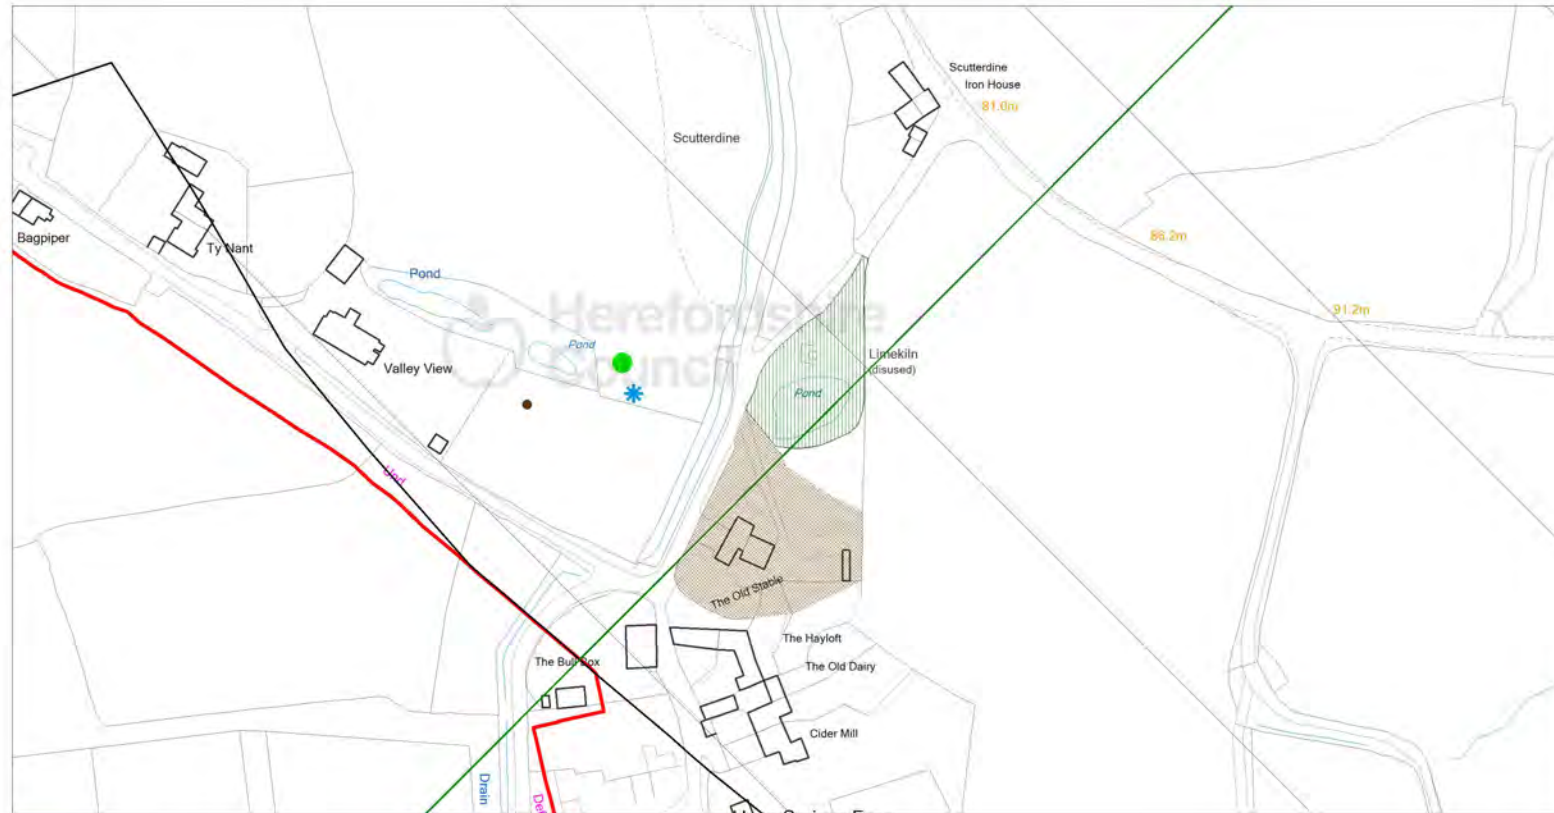 Scutterdine
Iron House
81.0m
Scutterdine
Bagpiper
Ty Nant
88.2m
Pond
Herefordshire
Council
91.2m
Pond
Limekiln
(disused)
Valley View
Pond
Und
The Old Stable
The Hayloft
The Bull Box
The Old Dairy
Cider Mill
Drain